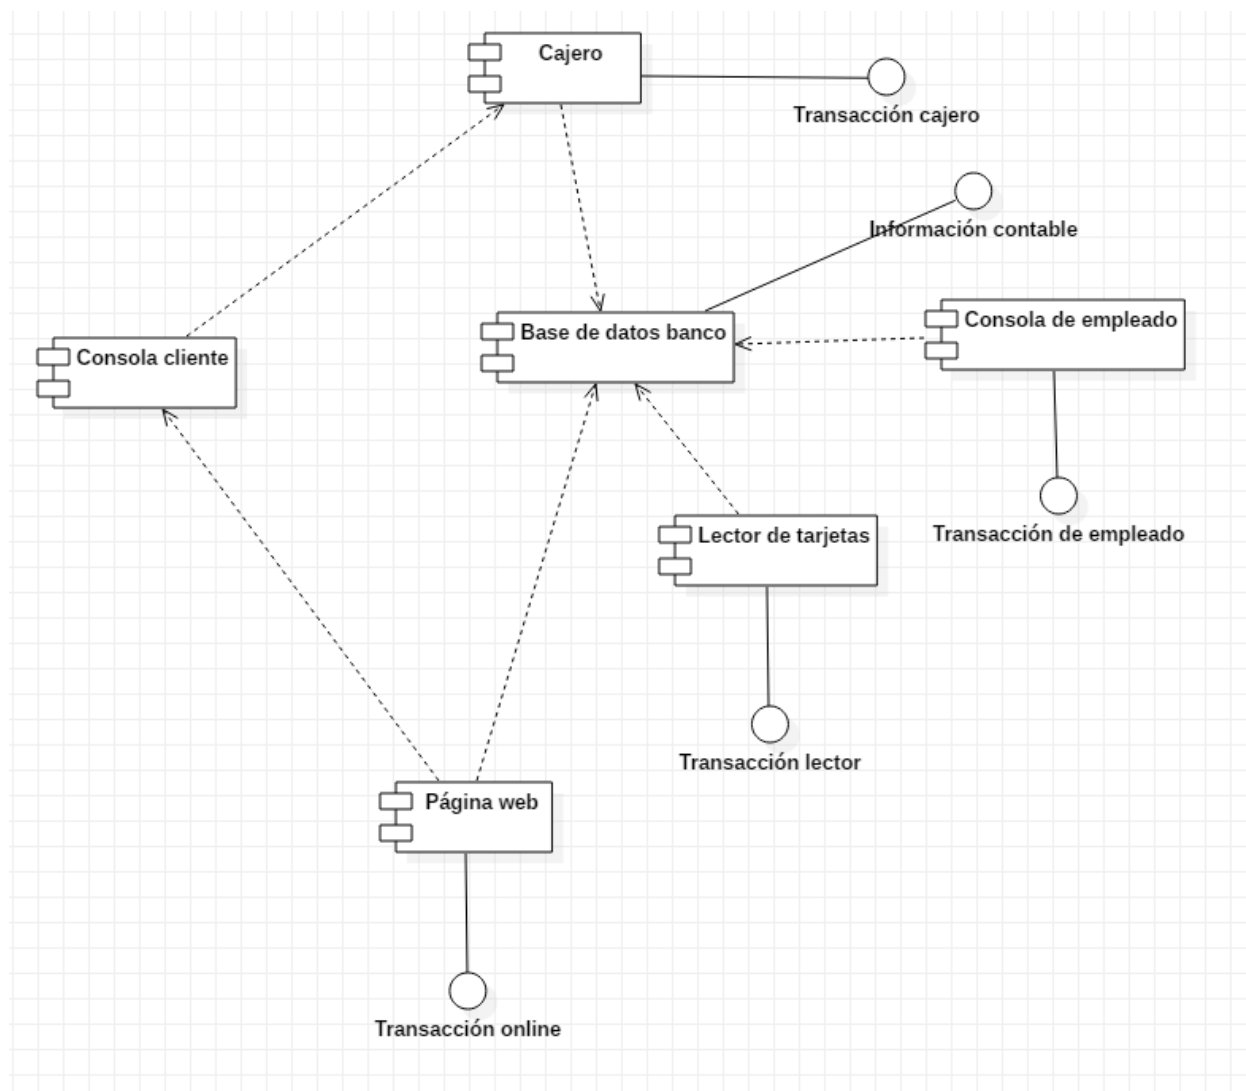 Cajero
Transacción cajero
Información contable
Consola de empleado
Base de datos banco
Consola cliente
Transacción de empleado
Lector de tarjetas
Transacción lector
Página web
Transacción online